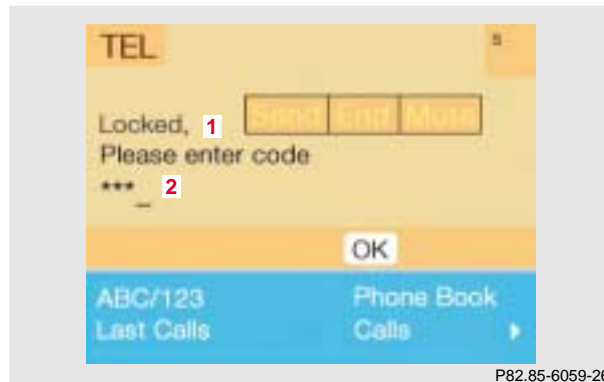 TEL
Locked, 1 Send End Mute
Please enter code
***_ 2
OK
ABC/123 Phone Book
Last Calls Calls
P82.85-6059-26